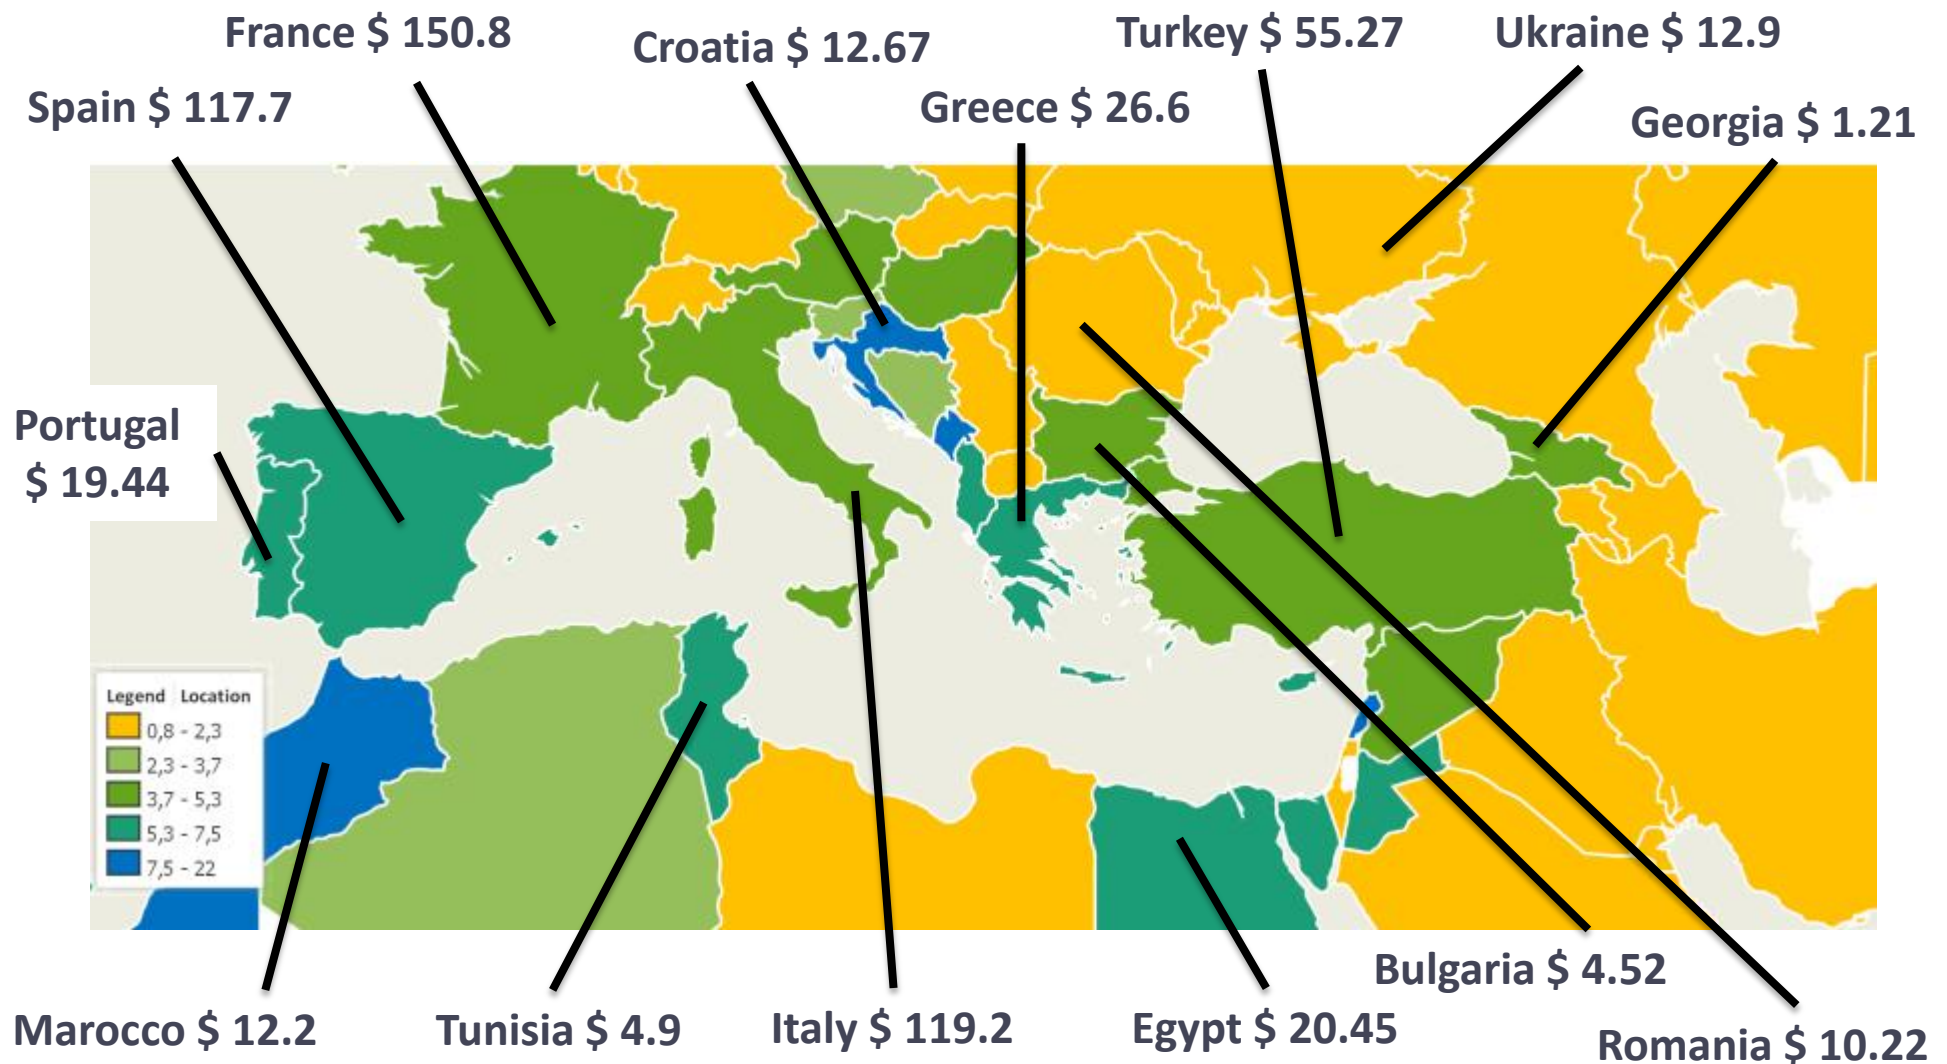 France $ 150.8
Croatia $ 12.67
Turkey $ 55.27
Ukraine $ 12.9
Spain $ 117.7
Greece $ 26.6
Georgia $ 1.21
Portugal
$ 19.44
Legend Location
0,8 - 2,3
2,3 - 3,7
3,7 - 5,3
5,3 - 7,5
7,5 - 22
Bulgaria $ 4.52
Marocco $ 12.2
Tunisia $ 4.9
Italy $ 119.2
Egypt $ 20.45
Romania $ 10.22